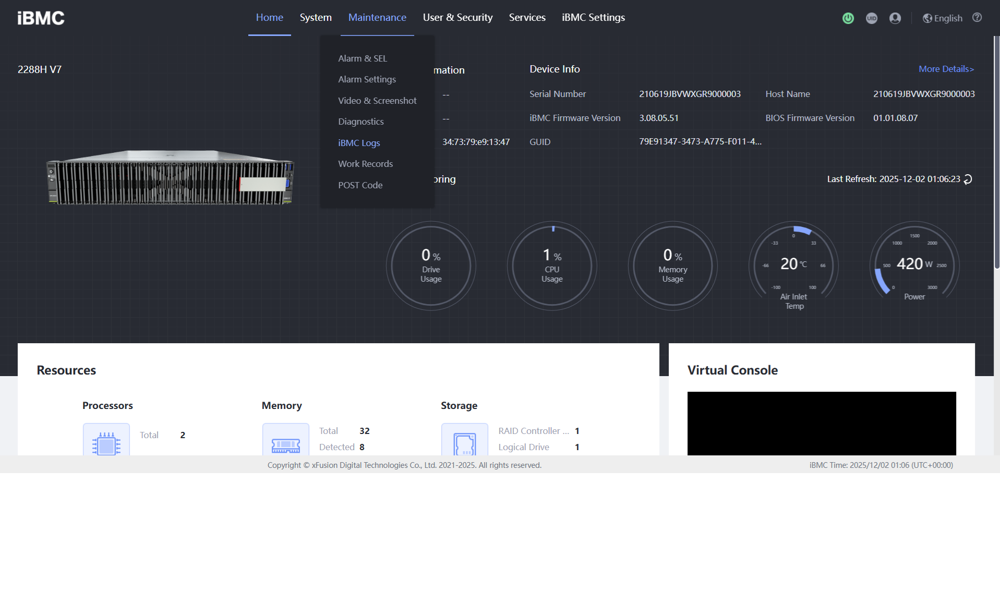 iBMC
Home System Maintenance User & Security Services iBMC Settings
UID English
Alarm & SEL
Alarm Settings
Video & Screenshot
Diagnostics
iBMC Logs
Work Records
POST Code
2288H V7
mation
--
--
34:73:79:e9:13:47
Device Info More Details>
Serial Number 210619JBVWXGR9000003 Host Name 210619JBVWXGR9000003
iBMC Firmware Version 3.08.05.51 BIOS Firmware Version 01.01.08.07
GUID 79E91347-3473-A775-F011-4...
oring Last Refresh: 2025-12-02 01:06:23
0 %
Drive
Usage
1 %
CPU
Usage
0 %
Memory
Usage
0
-33 33
-66 20 °C 66
-100 100
Air Inlet
Temp
1500
1000 2000
500 420 W 2500
0 3000
Power
Resources
Processors
Total 2
Memory
Total 32
Detected 8
Storage
RAID Controller ... 1
Logical Drive 1
Virtual Console
Copyright © xFusion Digital Technologies Co., Ltd. 2021-2025. All rights reserved. iBMC Time: 2025/12/02 01:06 (UTC+00:00)